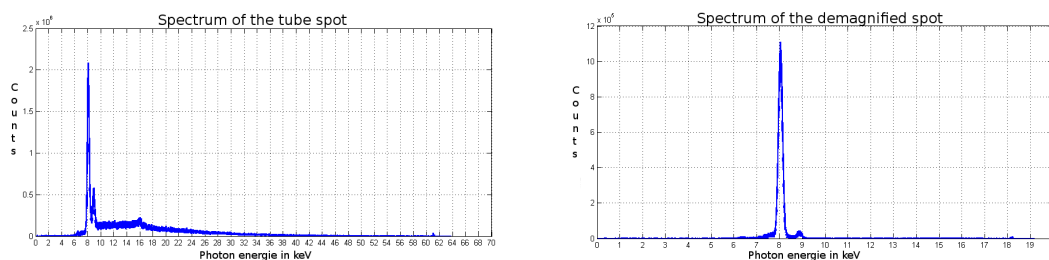 Spectrum of the tube spot
x 10⁶
2.5
2
1.5
1
0.5
0
Counts
0 2 4 6 8 10 12 14 16 18 20 22 24 26 28 30 32 34 36 38 40 42 44 46 48 50 52 54 56 58 60 62 64 66 68 70
Photon energie in keV
Spectrum of the demagnified spot
12 x 10⁵
10
8
6
4
2
0
Counts
0 1 2 3 4 5 6 7 8 9 10 11 12 13 14 15 16 17 18 19
Photon energie in keV